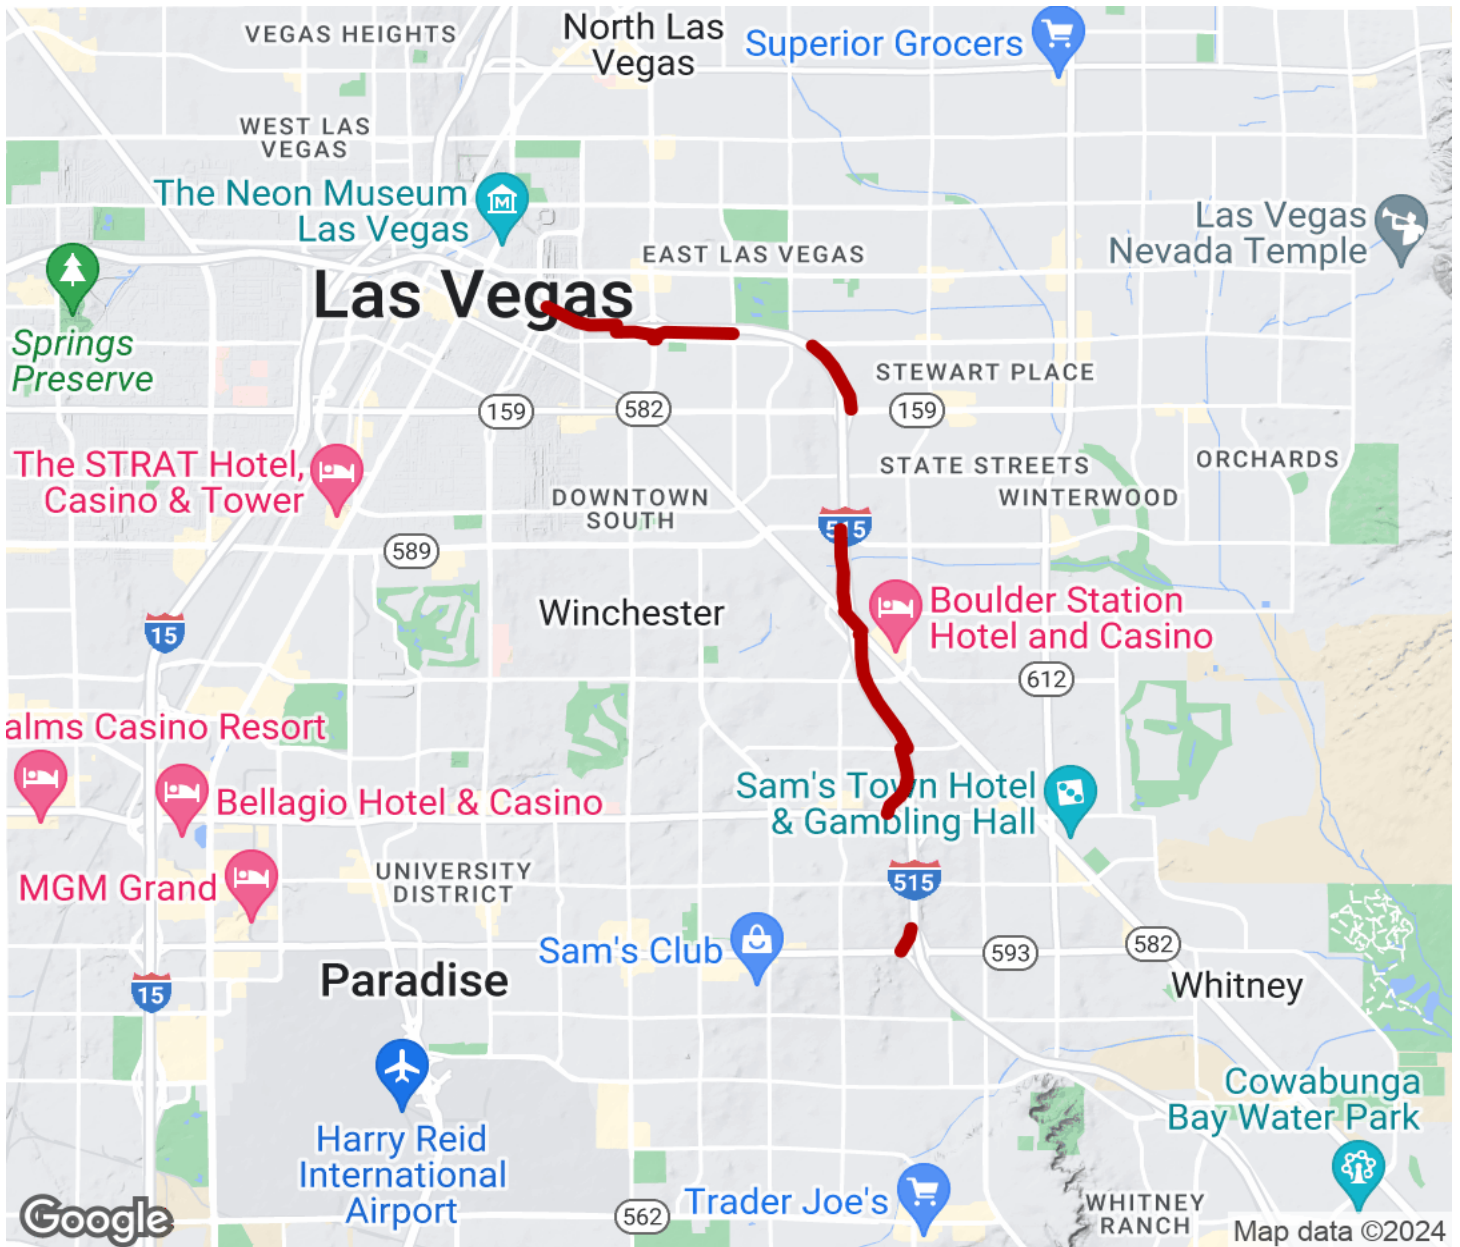 VEGAS HEIGHTS
North Las
Vegas
Superior Grocers
WEST LAS
VEGAS
The Neon Museum
Las Vegas
Las Vegas
Nevada Temple
EAST LAS VEGAS
Las Vegas
Springs
Preserve
STEWART PLACE
159
582
159
The STRAT Hotel,
Casino & Tower
STATE STREETS
ORCHARDS
WINTERWOOD
DOWNTOWN
SOUTH
515
589
Winchester
Boulder Station
Hotel and Casino
15
612
alms Casino Resort
Bellagio Hotel & Casino
Sam's Town Hotel
& Gambling Hall
MGM Grand
UNIVERSITY
DISTRICT
515
Sam's Club
593
582
Paradise
Whitney
15
Cowabunga
Bay Water Park
Harry Reid
International
Airport
Trader Joe's
562
WHITNEY
RANCH
Google
Map data ©2024